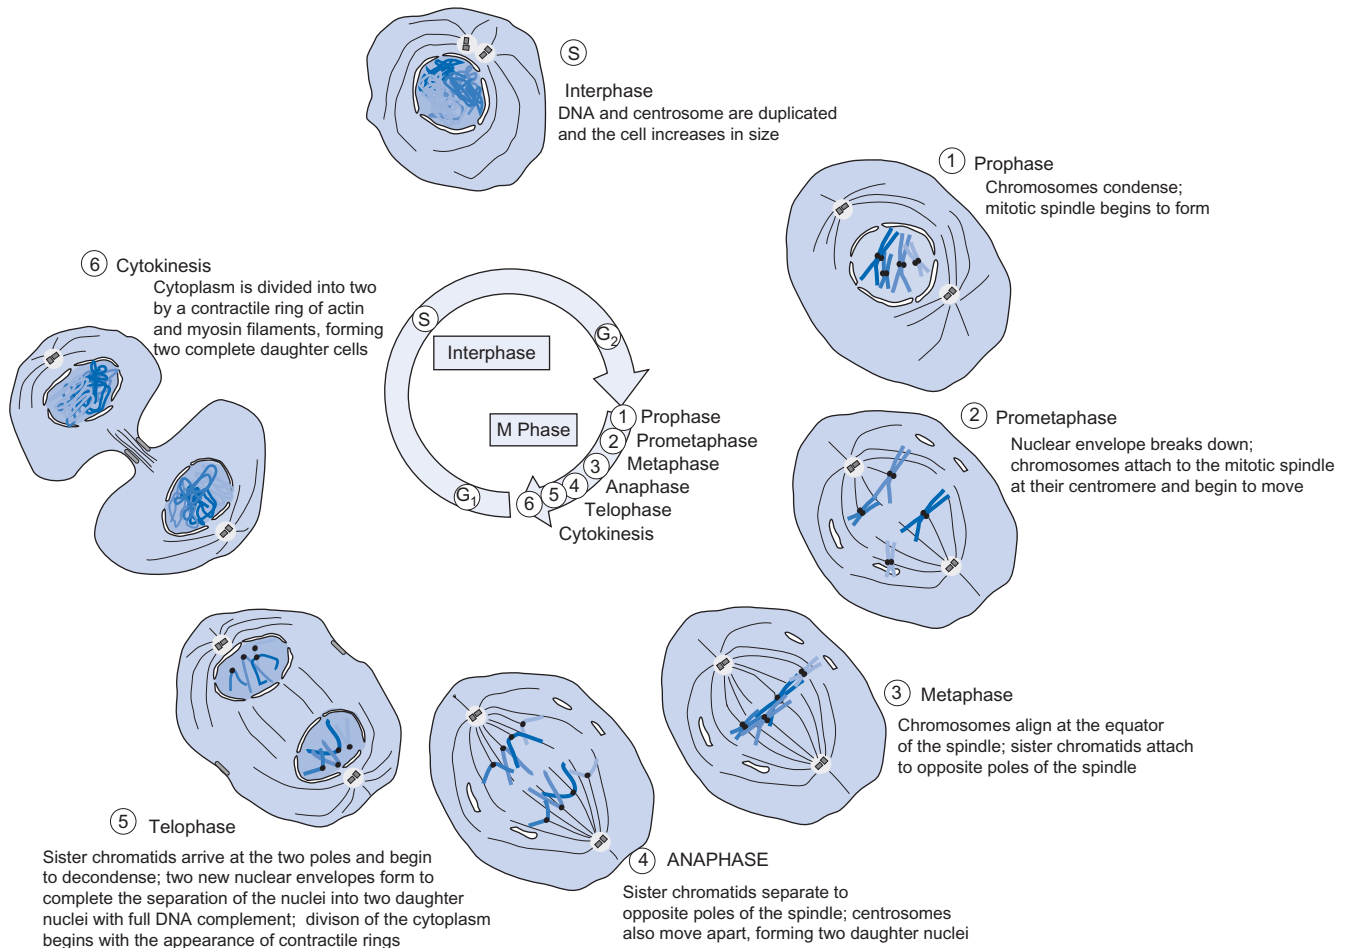 S
Interphase
DNA and centrosome are duplicated
and the cell increases in size
1 Prophase
Chromosomes condense;
mitotic spindle begins to form
6 Cytokinesis
Cytoplasm is divided into two
by a contractile ring of actin
and myosin filaments, forming
two complete daughter cells
S
G2
Interphase
M Phase
1 Prophase
2 Prometaphase
3 Metaphase
4 Anaphase
5 Telophase
6 Cytokinesis
G1
2 Prometaphase
Nuclear envelope breaks down;
chromosomes attach to the mitotic spindle
at their centromere and begin to move
3 Metaphase
Chromosomes align at the equator
of the spindle; sister chromatids attach
to opposite poles of the spindle
4 ANAPHASE
Sister chromatids separate to
opposite poles of the spindle; centrosomes
also move apart, forming two daughter nuclei
5 Telophase
Sister chromatids arrive at the two poles and begin
to decondense; two new nuclear envelopes form to
complete the separation of the nuclei into two daughter
nuclei with full DNA complement; divison of the cytoplasm
begins with the appearance of contractile rings